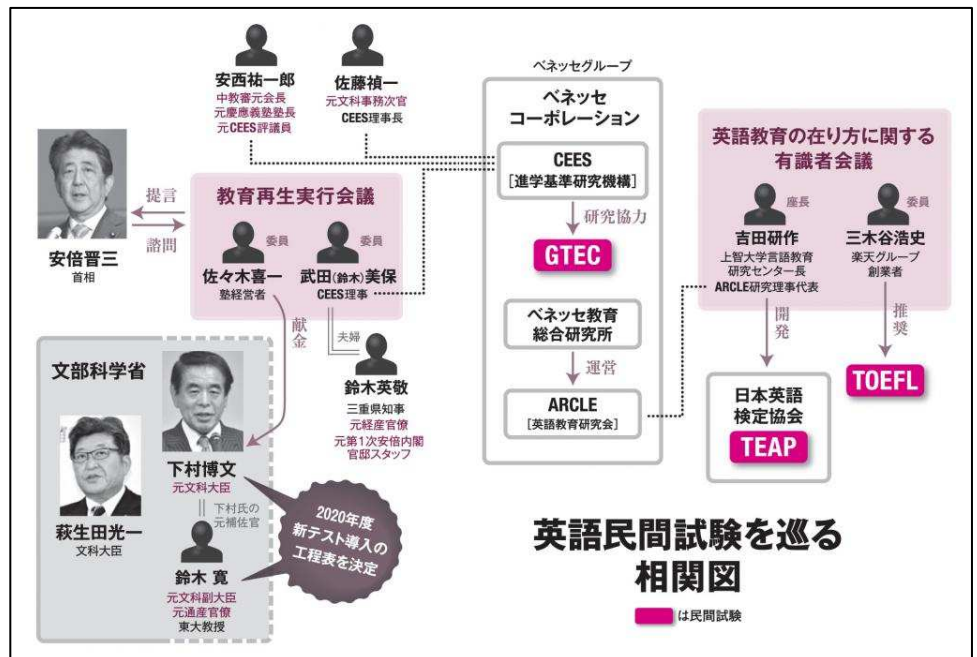 安西祐一郎
中教審元会長
元慶應義塾塾長
元CEES評議員
佐藤禎一
元文科事務次官
CEES理事長
安倍晋三
首相
提言
諮問
教育再生実行会議
委員
佐々木喜一
塾経営者
委員
武田(鈴木)美保
CEES理事
献金
夫婦
鈴木英敬
三重県知事
元経産官僚
元第1次安倍内閣
官邸スタッフ
文部科学省
萩生田光一
文科大臣
下村博文
元文科大臣
下村氏の
元補佐官
鈴木 寛
元文科副大臣
元通産官僚
東大教授
2020年度
新テスト導入の
工程表を決定
ベネッセグループ
ベネッセ
コーポレーション
CEES
[進学基準研究機構]
研究協力
GTEC
ベネッセ教育
総合研究所
運営
ARCLE
[英語教育研究会]
英語教育の在り方に関する
有識者会議
座長
吉田研作
上智大学言語教育
研究センター長
ARCLE研究理事代表
委員
三木谷浩史
楽天グループ
創業者
開発
推奨
日本英語
検定協会
TEAP
TOEFL
英語民間試験を巡る
相関図
は民間試験